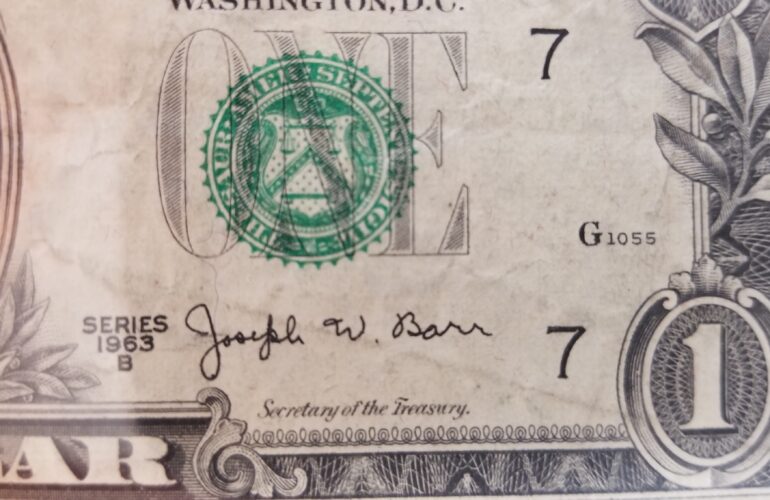 WASHINGTON, D.C.
7
ONE
G1055
SERIES
1963
B
Joseph W. Barr
7
Secretary of the Treasury.
1